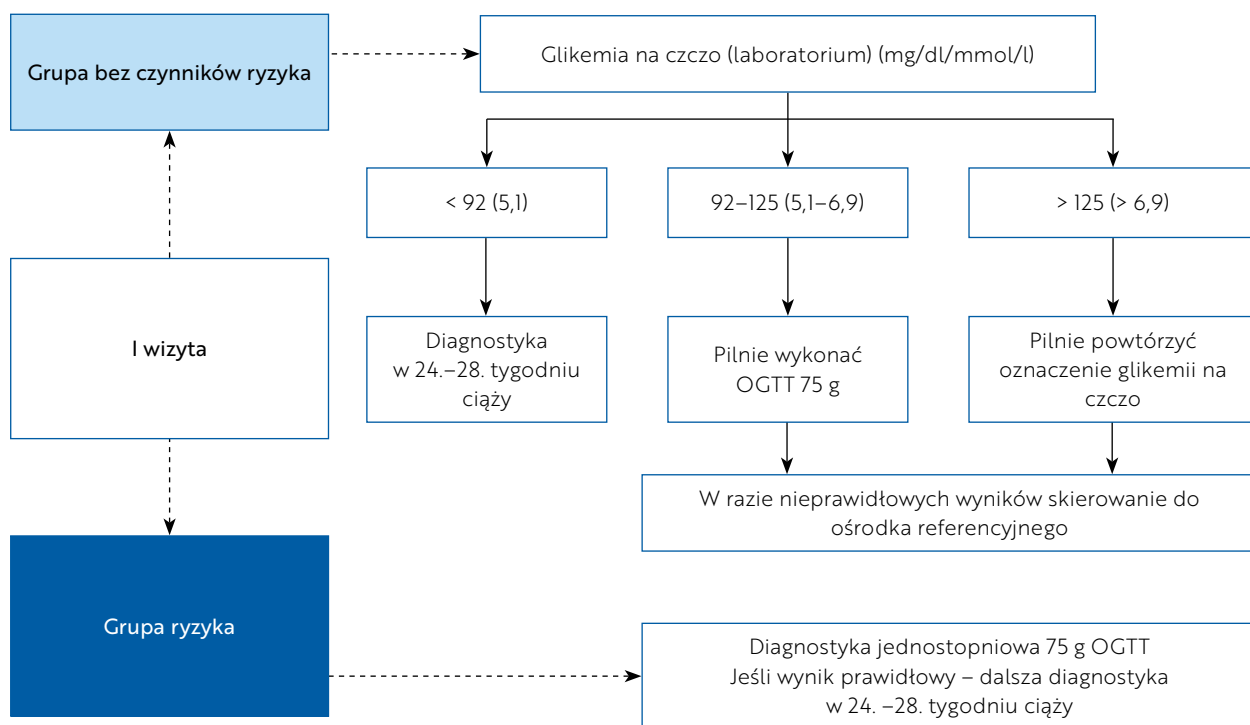 Grupa bez czynników ryzyka
Glikemia na czczo (laboratorium) (mg/dl/mmol/l)
< 92 (5,1)
92–125 (5,1–6,9)
> 125 (> 6,9)
I wizyta
Diagnostyka
w 24.–28. tygodniu
ciąży
Pilnie wykonać
OGTT 75 g
Pilnie powtórzyć
oznaczenie glikemii na
czczo
W razie nieprawidłowych wyników skierowanie do
ośrodka referencyjnego
Grupa ryzyka
Diagnostyka jednostopniowa 75 g OGTT
Jeśli wynik prawidłowy – dalsza diagnostyka
w 24. –28. tygodniu ciąży